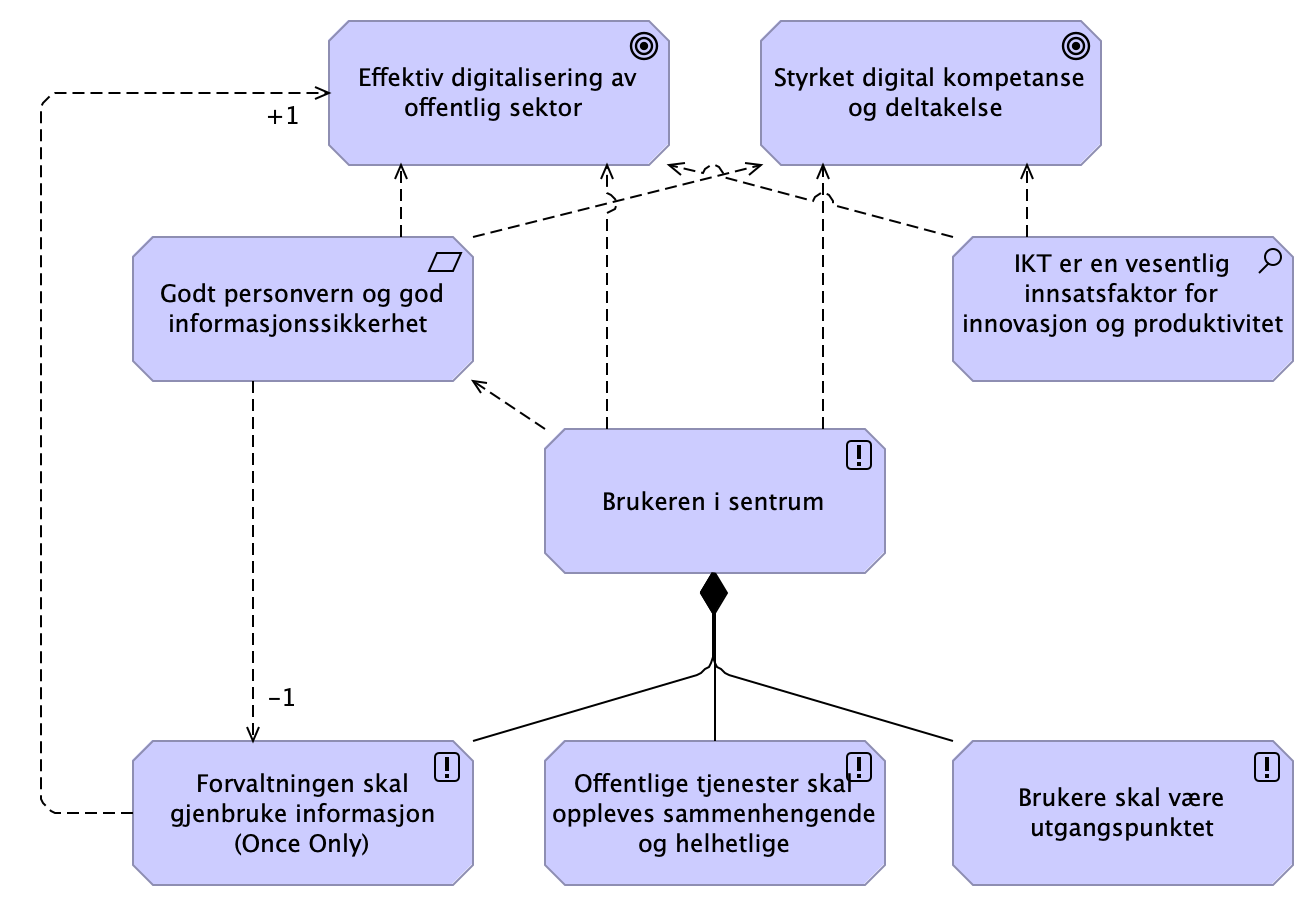 Effektiv digitalisering av
offentlig sektor
Styrket digital kompetanse
og deltakelse
+1
Godt personvern og god
informasjonssikkerhet
IKT er en vesentlig
innsatsfaktor for
innovasjon og produktivitet
Brukeren i sentrum
-1
Forvaltningen skal
gjenbruke informasjon
(Once Only)
Offentlige tjenester skal
oppleves sammenhengende
og helhetlige
Brukere skal være
utgangspunktet